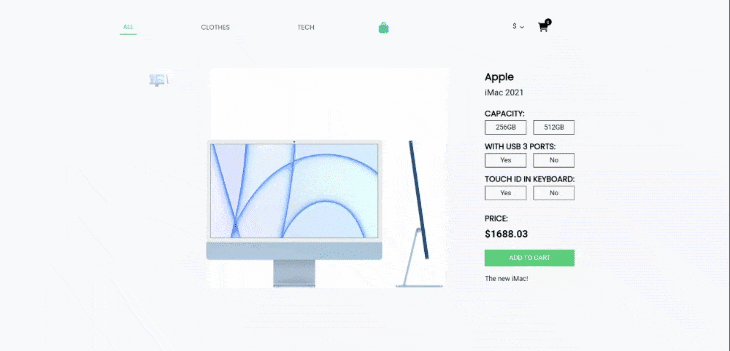 ALL
CLOTHES
TECH
$
Apple
iMac 2021
CAPACITY:
256GB 512GB
WITH USB 3 PORTS:
Yes No
TOUCH ID IN KEYBOARD:
Yes No
PRICE:
$1688.03
ADD TO CART
The new iMac!